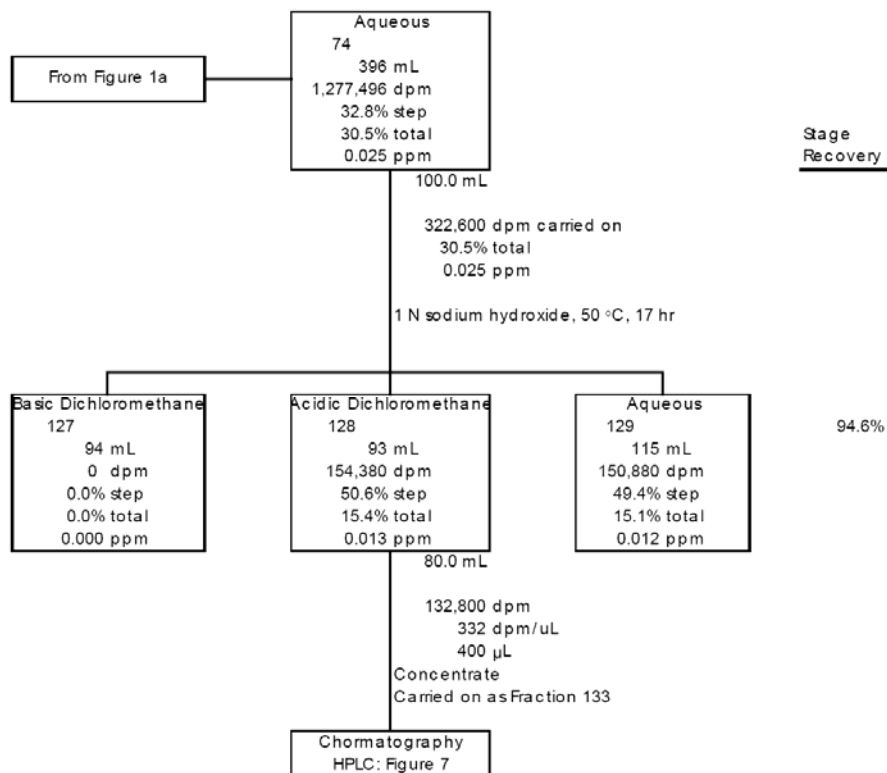 Aqueous
74
396 mL
1,277,496 dpm
32.8% step
30.5% total
0.025 ppm
From Figure 1a
Stage
Recovery
100.0 mL
322,600 dpm carried on
30.5% total
0.025 ppm
1 N sodium hydroxide, 50 °C, 17 hr
Basic Dichloromethane
127
94 mL
0 dpm
0.0% step
0.0% total
0.000 ppm
Acidic Dichloromethane
128
93 mL
154,380 dpm
50.6% step
15.4% total
0.013 ppm
Aqueous
129
115 mL
150,880 dpm
49.4% step
15.1% total
0.012 ppm
94.6%
80.0 mL
132,800 dpm
332 dpm/uL
400 µL
Concentrate
Carried on as Fraction 133
Chormatography
HPLC: Figure 7